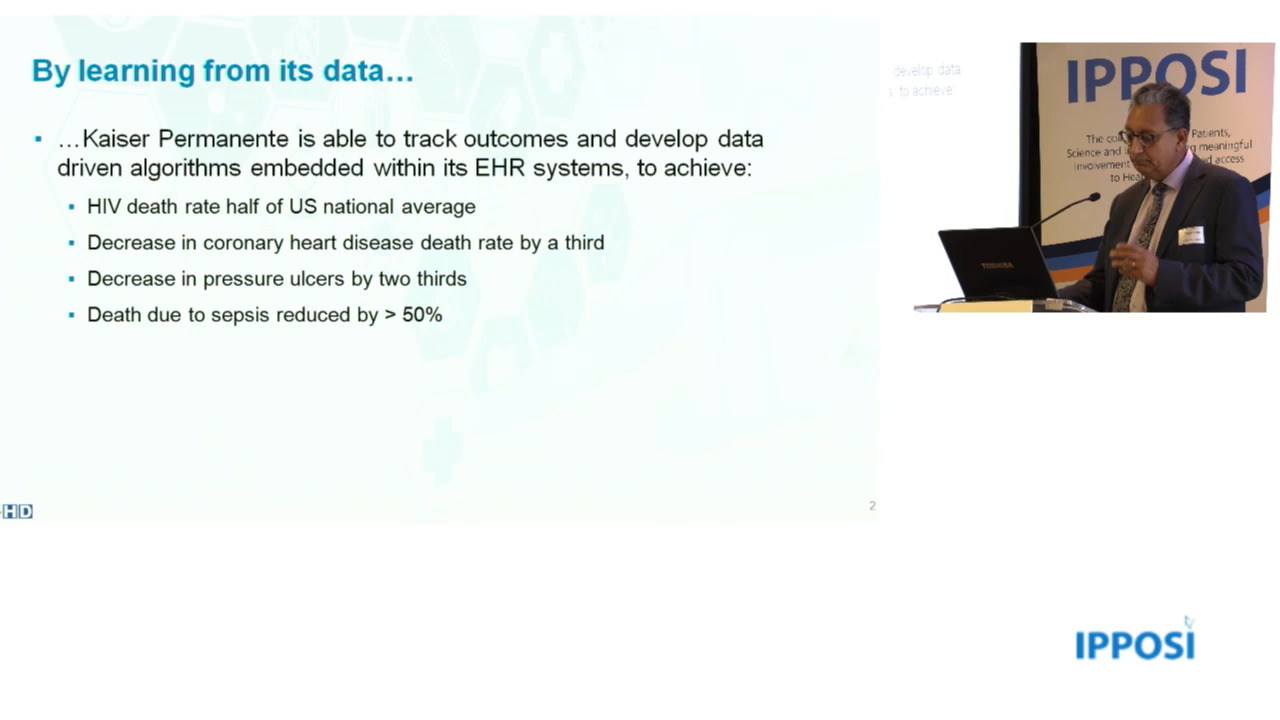 By learning from its data...
▪ …Kaiser Permanente is able to track outcomes and develop data
driven algorithms embedded within its EHR systems, to achieve:
▪ HIV death rate half of US national average
▪ Decrease in coronary heart disease death rate by a third
▪ Decrease in pressure ulcers by two thirds
▪ Death due to sepsis reduced by > 50%
HD
2
develop data
to achieve:
IPPOSI
The Patients,
Science and meaningful
involvement access
to
TOSHIBA
IPPOSI